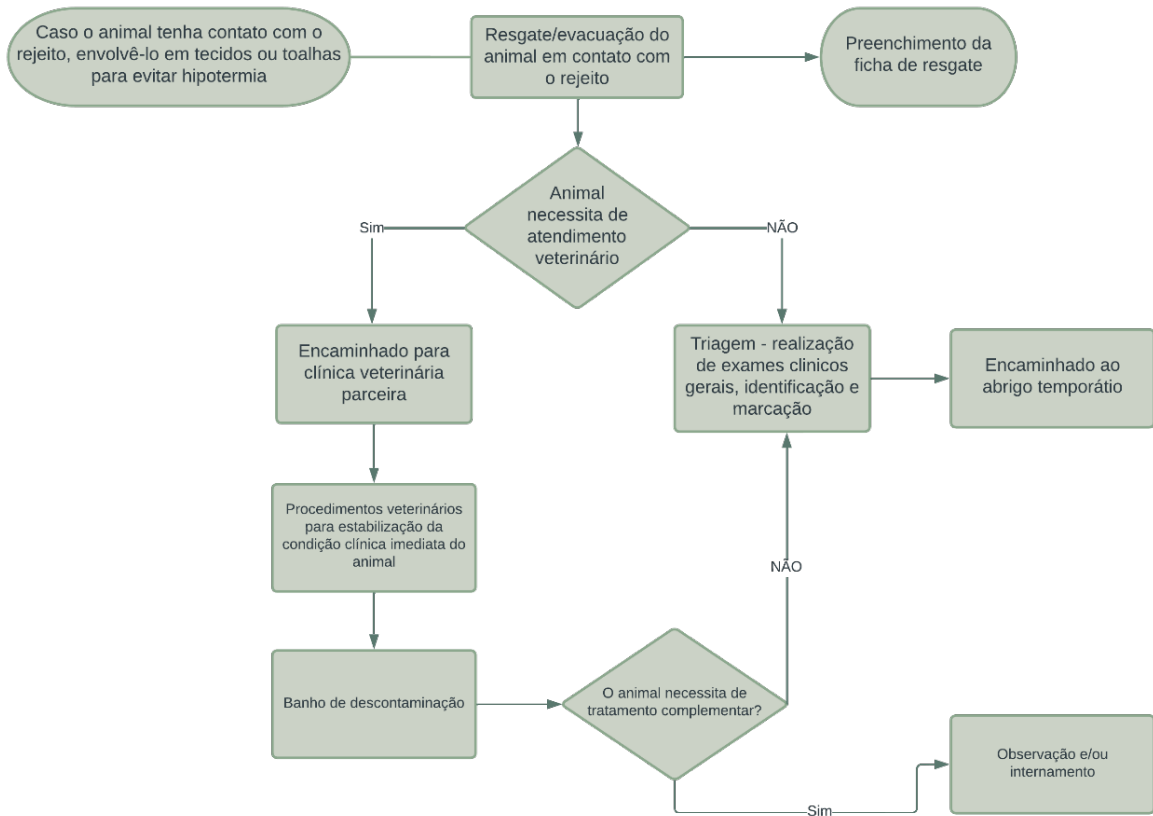 Caso o animal tenha contato com o
rejeito, envolvê-lo em tecidos ou toalhas
para evitar hipotermia
Resgate/evacuação do
animal em contato com
o rejeito
Preenchimento da
ficha de resgate
Animal
necessita de
atendimento
veterinário
Sim
NÃO
Encaminhado para
clínica veterinária
parceira
Triagem - realização
de exames clinicos
gerais, identificação e
marcação
Encaminhado ao
abrigo temporátio
Procedimentos veterinários
para estabilização da
condição clínica imediata do
animal
NÃO
Banho de descontaminação
O animal necessita de
tratamento complementar?
Observação e/ou
internamento
Sim